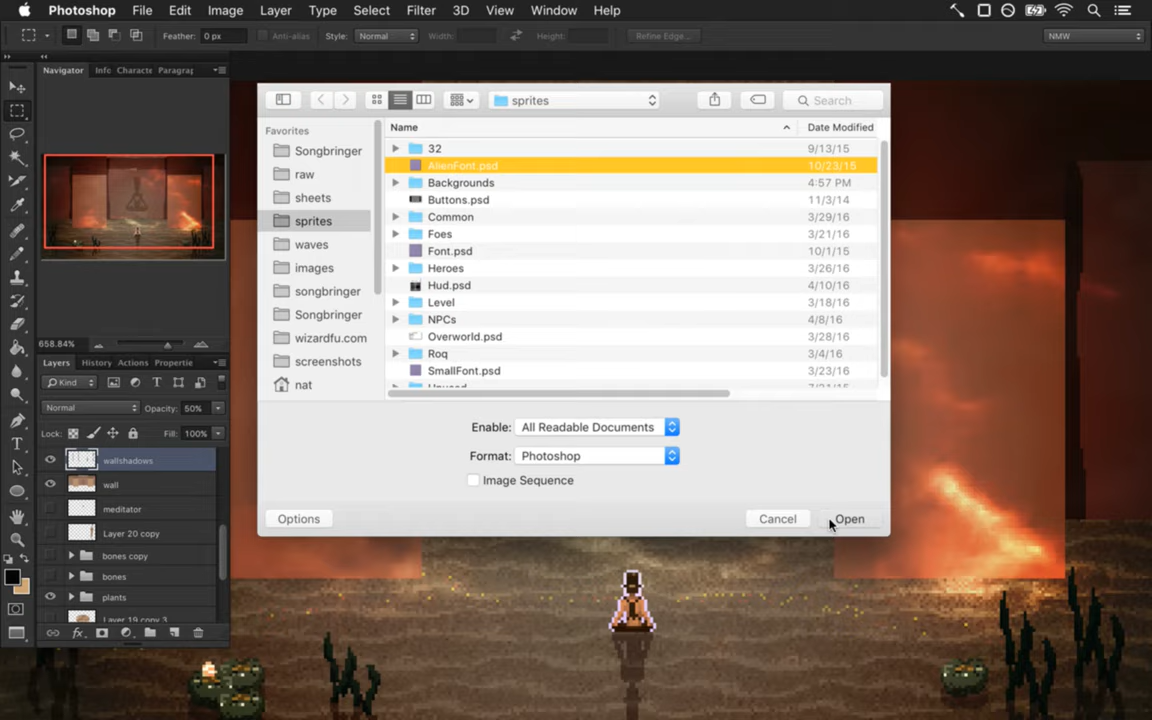 Photoshop File Edit Image Layer Type Select Filter 3D View Window Help
Feather: 0 px Anti-alias Style: Normal Width: Height: Refine Edge... NMW
Navigator Info Characte Paragrap
658.84%
Layers History Actions Propertie
Kind
Normal Opacity: 50%
Lock: Fill: 100%
wallshadows
wall
meditator
Layer 20 copy
bones copy
bones
plants
Layer 19 copy 3
sprites
Search
Favorites
Songbringer
raw
sheets
sprites
waves
images
songbringer
Songbringer
wizardfu.com
screenshots
nat
Name Date Modified
32 9/13/15
AlienFont.psd 10/23/15
Backgrounds 4:57 PM
Buttons.psd 11/3/14
Common 3/29/16
Foes 3/21/16
Font.psd 10/1/15
Heroes 3/26/16
Hud.psd 4/10/16
Level 3/18/16
NPCs 4/8/16
Overworld.psd 3/28/16
Roq 3/4/16
SmallFont.psd 3/23/16
Enable: All Readable Documents
Format: Photoshop
Image Sequence
Options Cancel Open